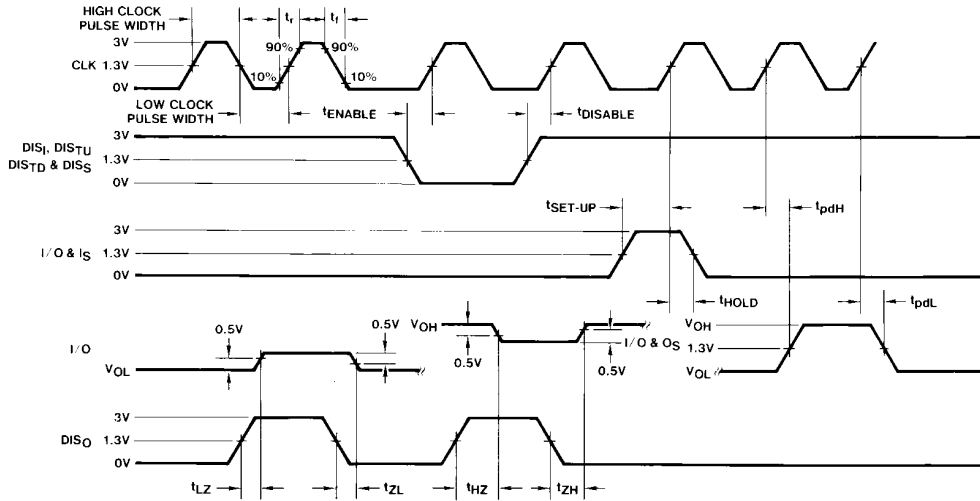 HIGH CLOCK
PULSE WIDTH
tr
tf
3V
90%
90%
CLK 1.3V
10%
10%
0V
LOW CLOCK
PULSE WIDTH
tENABLE
tDISABLE
3V
DISI, DISTU
DISTD & DISS
1.3V
0V
tSET-UP
tpdH
3V
I/O & IS 1.3V
0V
tHOLD
tpdL
0.5V
0.5V
VOH
I/O & OS
VOH
I/O
0.5V
0.5V
1.3V
VOL
VOL
3V
DISO 1.3V
0V
tLZ
tZL
tHZ
tZH